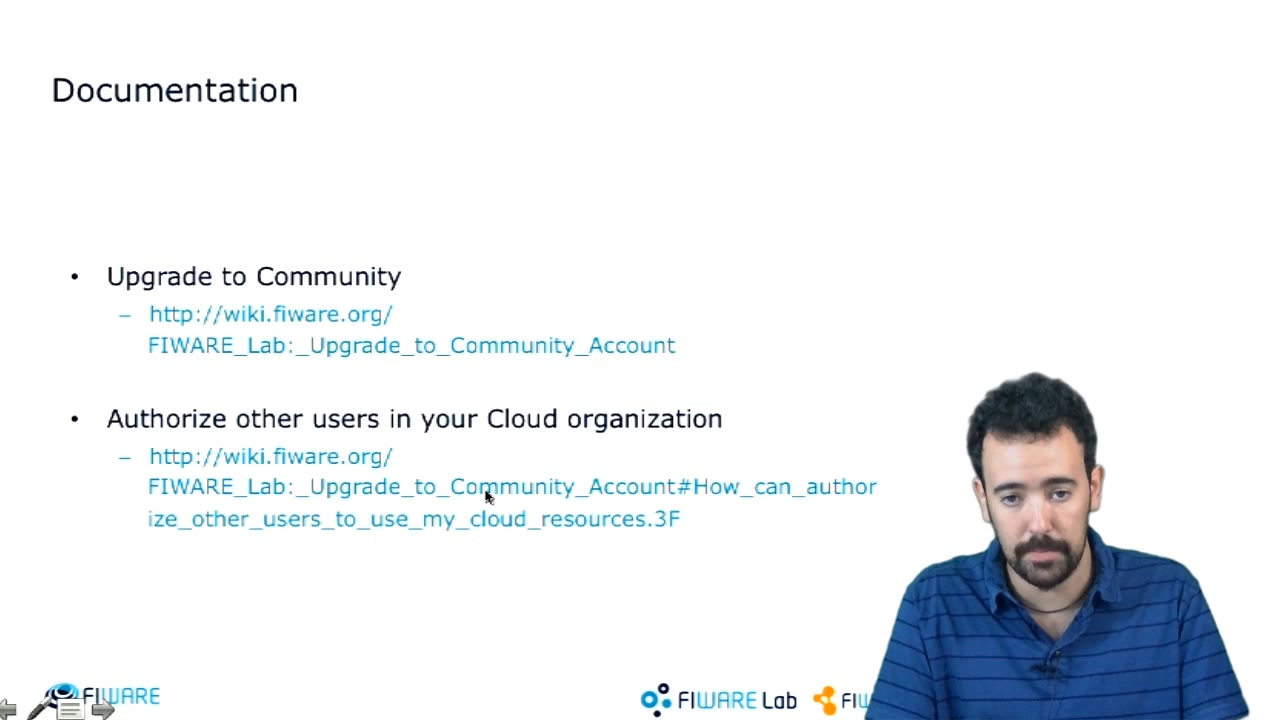 Documentation
• Upgrade to Community
– http://wiki.fiware.org/
FIWARE_Lab:_Upgrade_to_Community_Account
• Authorize other users in your Cloud organization
– http://wiki.fiware.org/
FIWARE_Lab:_Upgrade_to_Community_Account#How_can_author
ize_other_users_to_use_my_cloud_resources.3F
FIWARE
FIWARE Lab